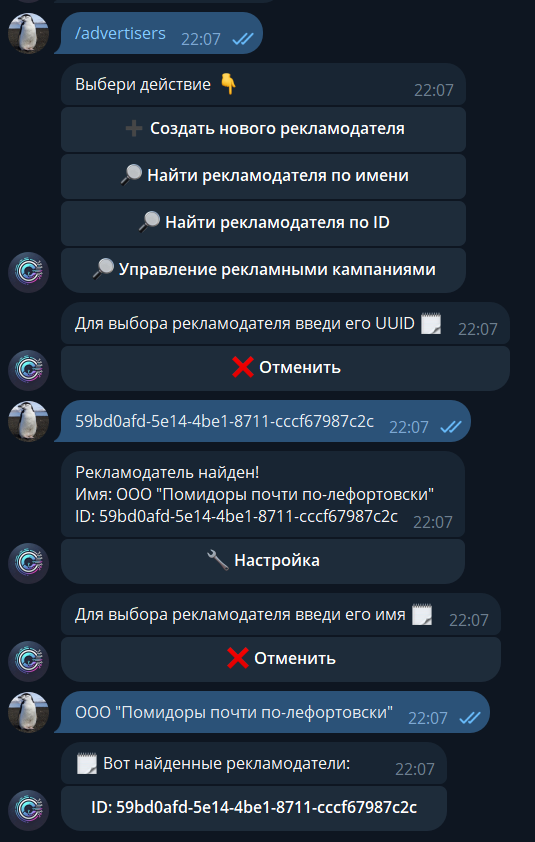 /advertisers 22:07
Выбери действие 👇 22:07
➕ Создать нового рекламодателя
🔎 Найти рекламодателя по имени
🔎 Найти рекламодателя по ID
🔎 Управление рекламными кампаниями
Для выбора рекламодателя введи его UUID 🗒 22:07
❌ Отменить
59bd0afd-5e14-4be1-8711-cccf67987c2c 22:07
Рекламодатель найден!
Имя: ООО "Помидоры почти по-лефортовски"
ID: 59bd0afd-5e14-4be1-8711-cccf67987c2c 22:07
🔧 Настройка
Для выбора рекламодателя введи его имя 🗒 22:07
❌ Отменить
ООО "Помидоры почти по-лефортовски" 22:07
🗒 Вот найденные рекламодатели: 22:07
ID: 59bd0afd-5e14-4be1-8711-cccf67987c2c